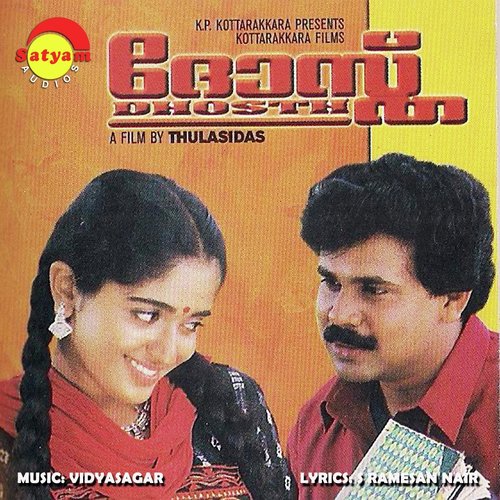 K.P. KOTTARAKKARA PRESENTS
KOTTARAKKARA FILMS
Satyam
AUDIOS
ദോസ്ത്
DHOSTH
A FILM BY THULASIDAS
MUSIC: VIDYASAGAR
LYRICS: S RAMESAN NAIR